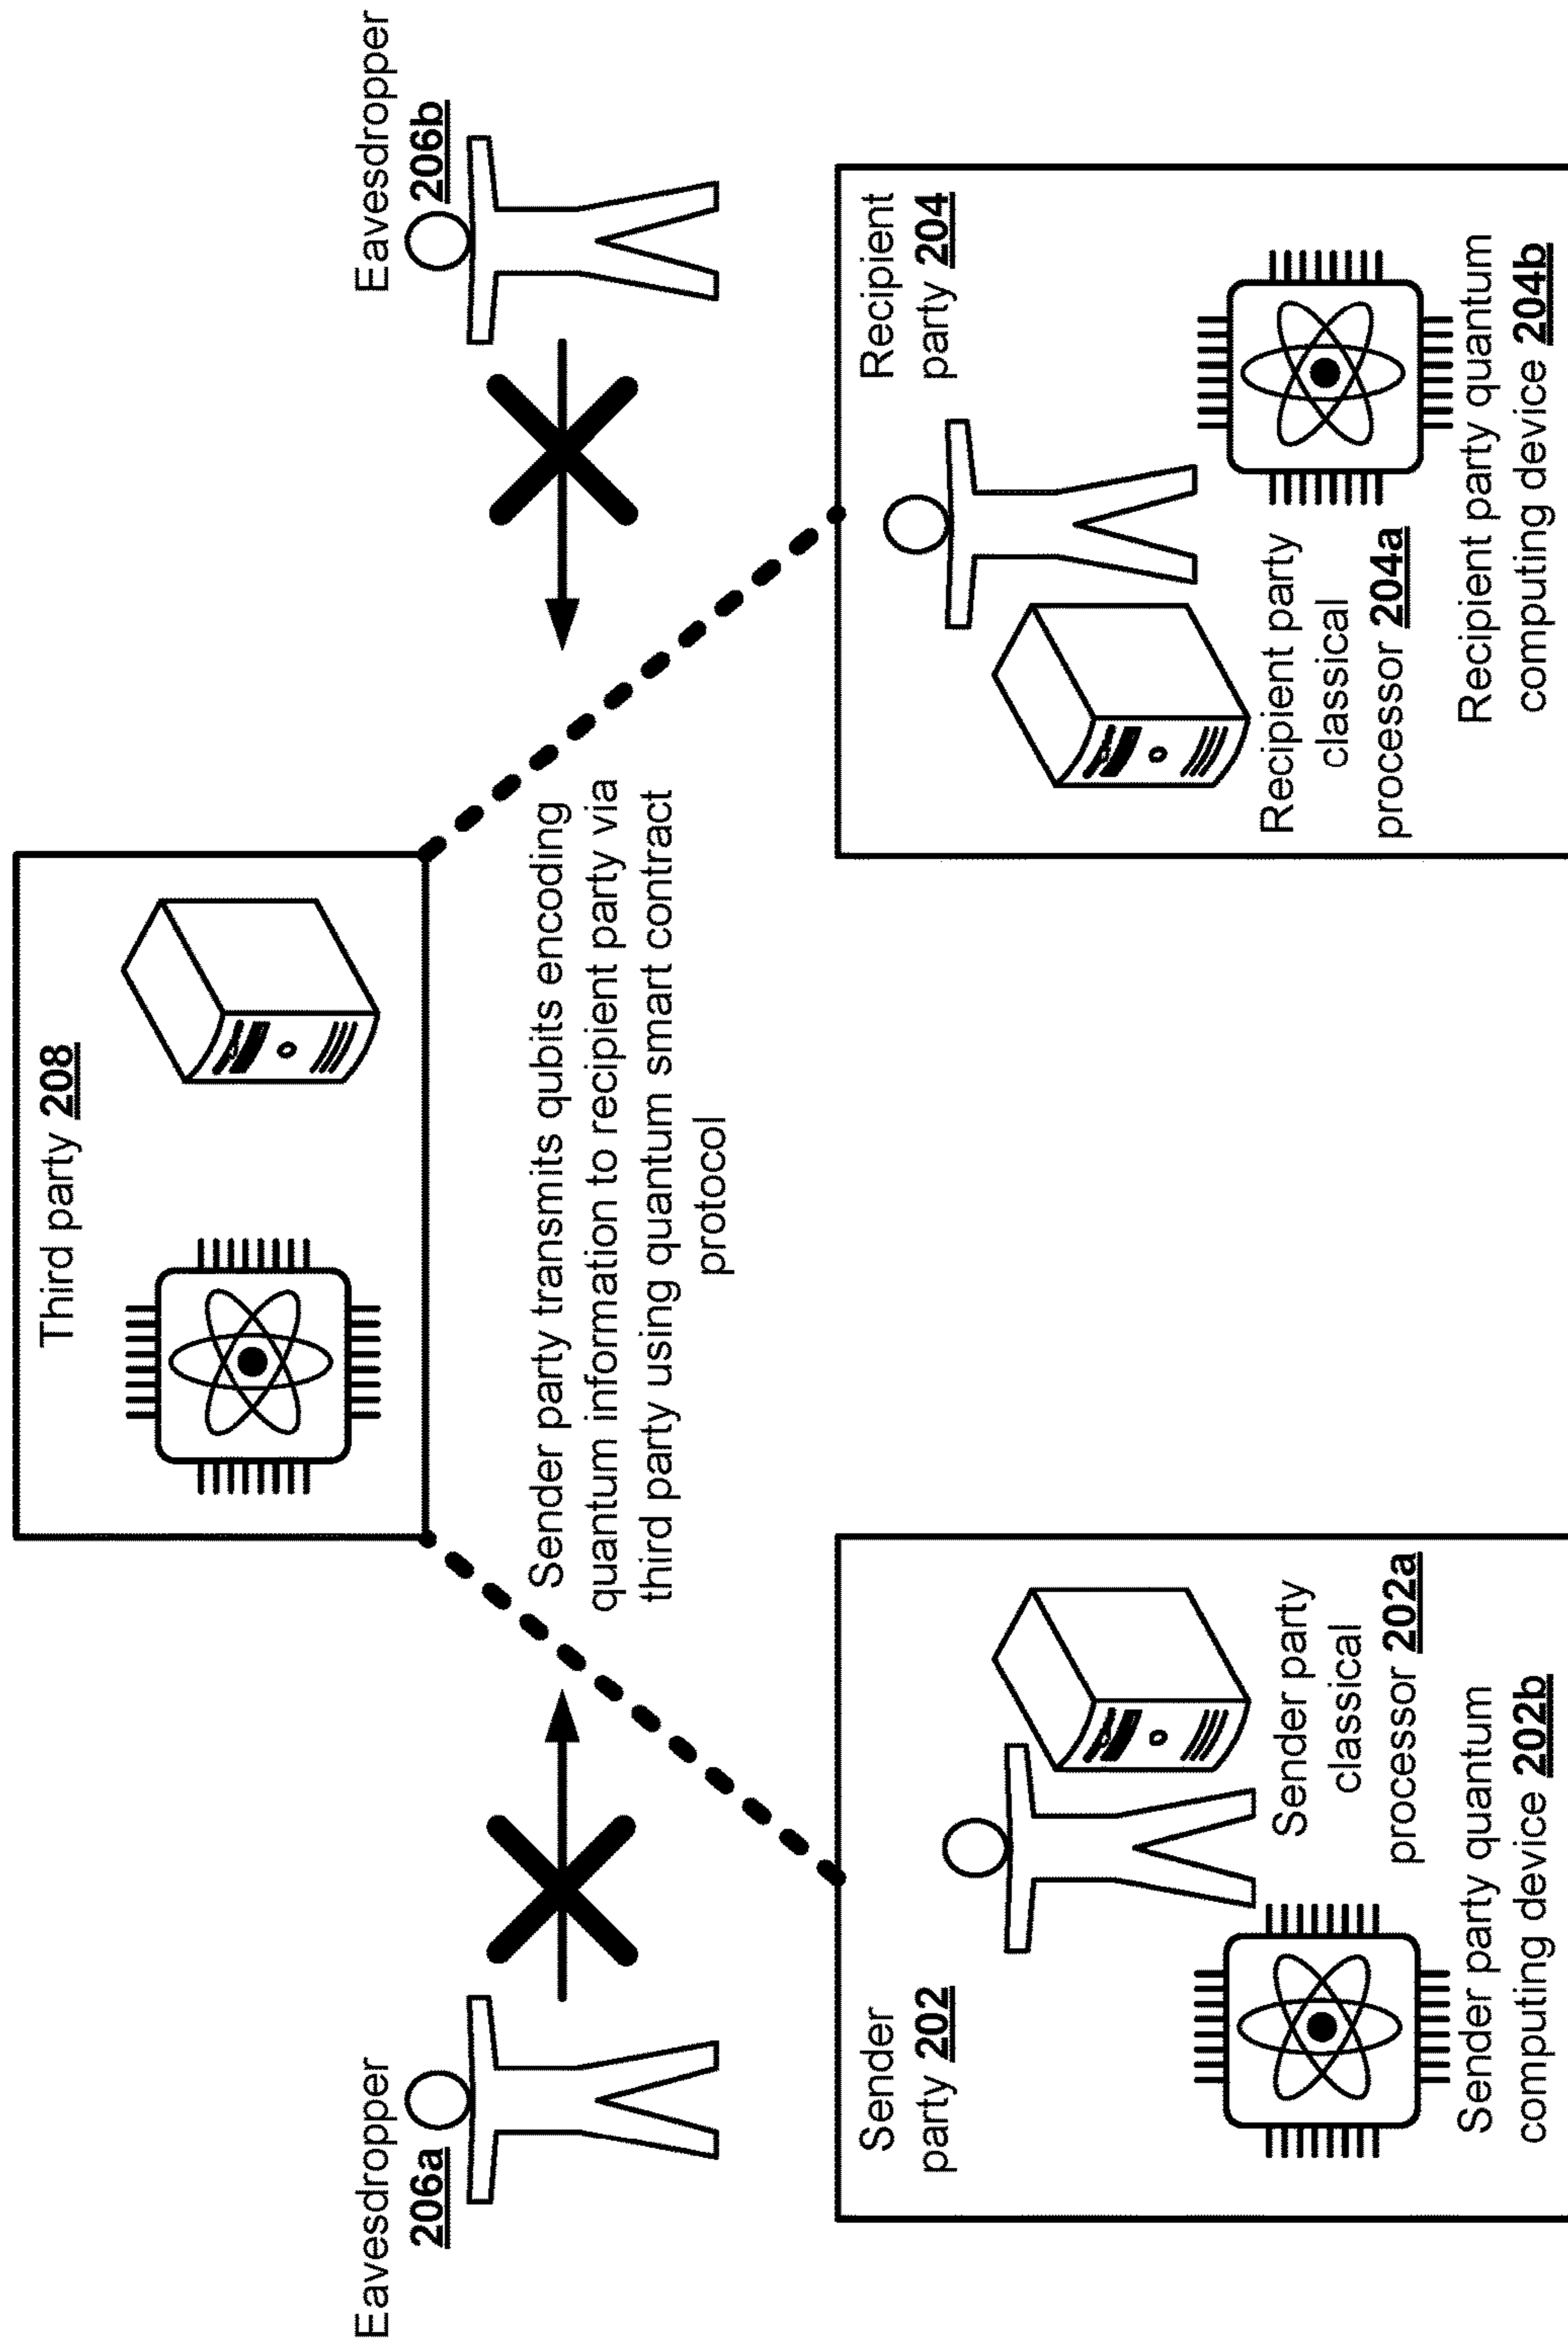 Third party 208
Eavesdropper
206a
Eavesdropper
206b
Sender party transmits qubits encoding
quantum information to recipient party via
third party using quantum smart contract
protocol
Sender
party 202
Sender party
classical
processor 202a
Sender party quantum
computing device 202b
Recipient
party 204
Recipient party
classical
processor 204a
Recipient party quantum
computing device 204b